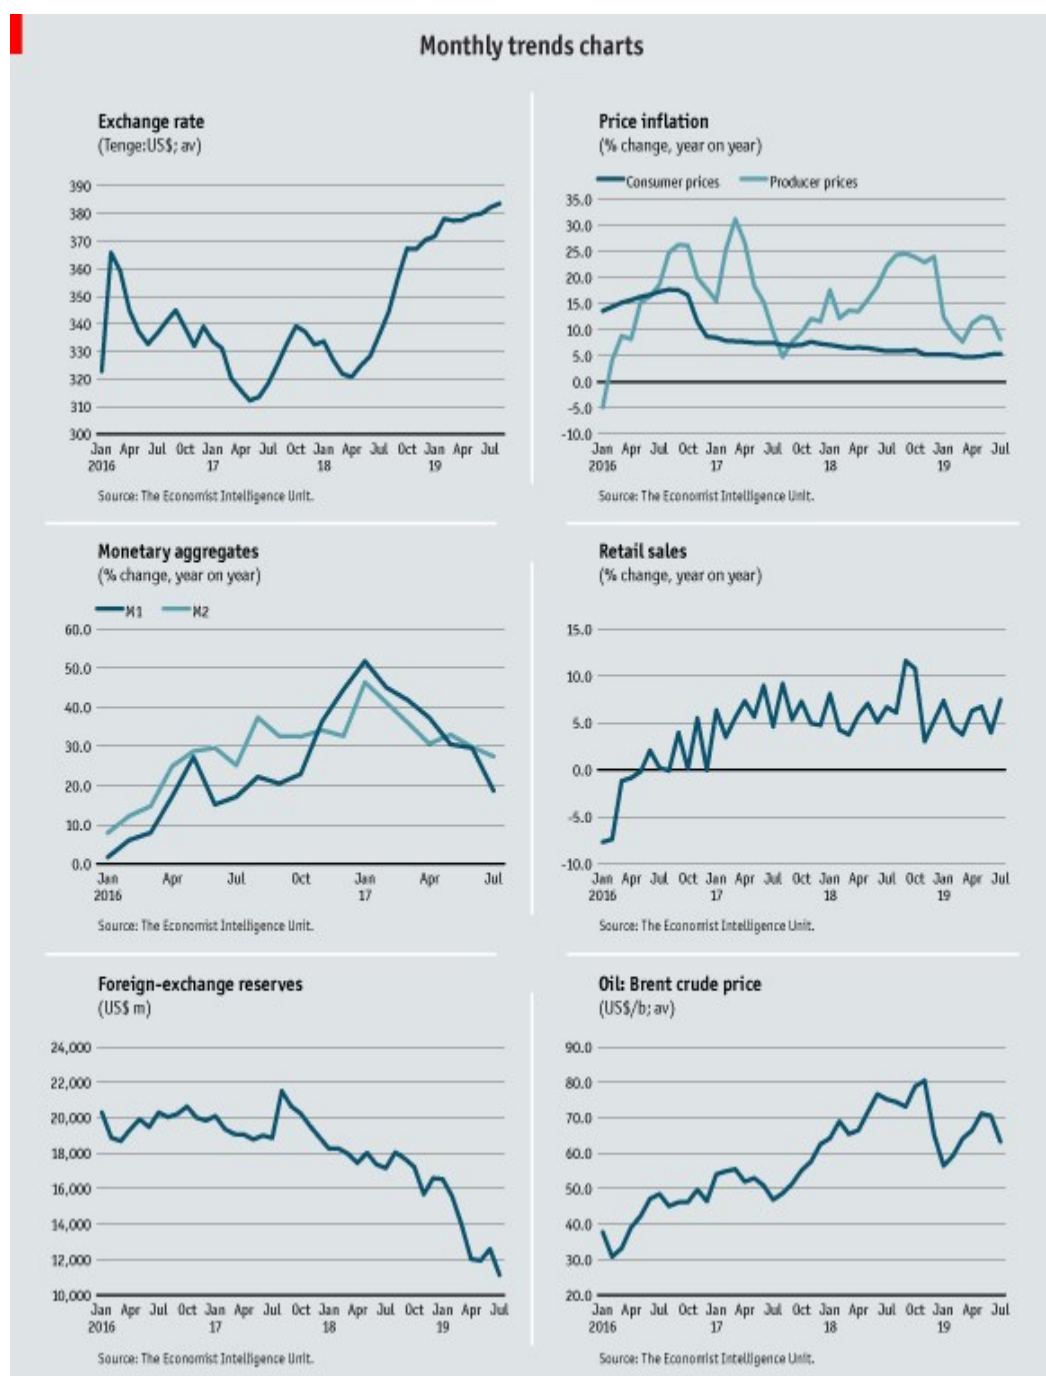 Monthly trends charts
Exchange rate
(Tenge:US$; av)
390
380
370
360
350
340
330
320
310
300
Jan Apr Jul Oct Jan Apr Jul Oct Jan Apr Jul Oct Jan Apr Jul
2016 17 18 19
Source: The Economist Intelligence Unit.
Price inflation
(% change, year on year)
Consumer prices Producer prices
35.0
30.0
25.0
20.0
15.0
10.0
5.0
0.0
-5.0
-10.0
Jan Apr Jul Oct Jan Apr Jul Oct Jan Apr Jul Oct Jan Apr Jul
2016 17 18 19
Source: The Economist Intelligence Unit.
Monetary aggregates
(% change, year on year)
M1 M2
60.0
50.0
40.0
30.0
20.0
10.0
0.0
Jan Apr Jul Oct Jan Apr Jul
2016 17
Source: The Economist Intelligence Unit.
Retail sales
(% change, year on year)
15.0
10.0
5.0
0.0
-5.0
-10.0
Jan Apr Jul Oct Jan Apr Jul Oct Jan Apr Jul Oct Jan Apr Jul
2016 17 18 19
Source: The Economist Intelligence Unit.
Foreign-exchange reserves
(US$ m)
24,000
22,000
20,000
18,000
16,000
14,000
12,000
10,000
Jan Apr Jul Oct Jan Apr Jul Oct Jan Apr Jul Oct Jan Apr Jul
2016 17 18 19
Source: The Economist Intelligence Unit.
Oil: Brent crude price
(US$/b; av)
90.0
80.0
70.0
60.0
50.0
40.0
30.0
20.0
Jan Apr Jul Oct Jan Apr Jul Oct Jan Apr Jul Oct Jan Apr Jul
2016 17 18 19
Source: The Economist Intelligence Unit.